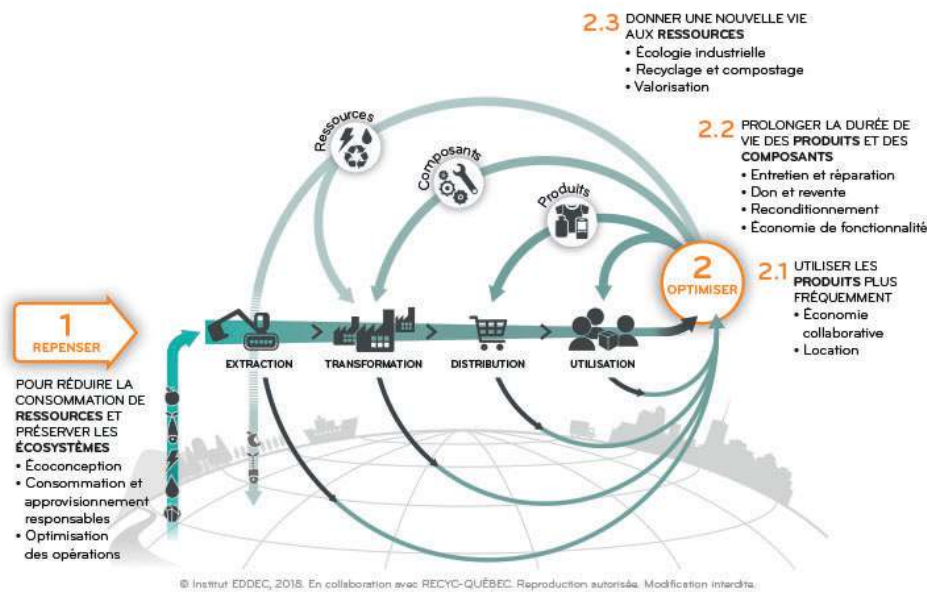 2.3 DONNER UNE NOUVELLE VIE
AUX RESSOURCES
• Écologie industrielle
• Recyclage et compostage
• Valorisation
2.2 PROLONGER LA DURÉE DE
VIE DES PRODUITS ET DES
COMPOSANTS
• Entretien et réparation
• Don et revente
• Reconditionnement
• Économie de fonctionnalité
Ressources
Composants
Produits
2
OPTIMISER
2.1 UTILISER LES
PRODUITS PLUS
FRÉQUEMMENT
• Économie
collaborative
• Location
1
REPENSER
EXTRACTION
TRANSFORMATION
DISTRIBUTION
UTILISATION
POUR RÉDUIRE LA
CONSOMMATION DE
RESSOURCES ET
PRÉSERVER LES
ÉCOSYSTÈMES
• Écoconception
• Consommation et
approvisionnement
responsables
• Optimisation
des opérations
© Institut EDDEC, 2018. En collaboration avec RECYC-QUÉBEC. Reproduction autorisée. Modification interdite.